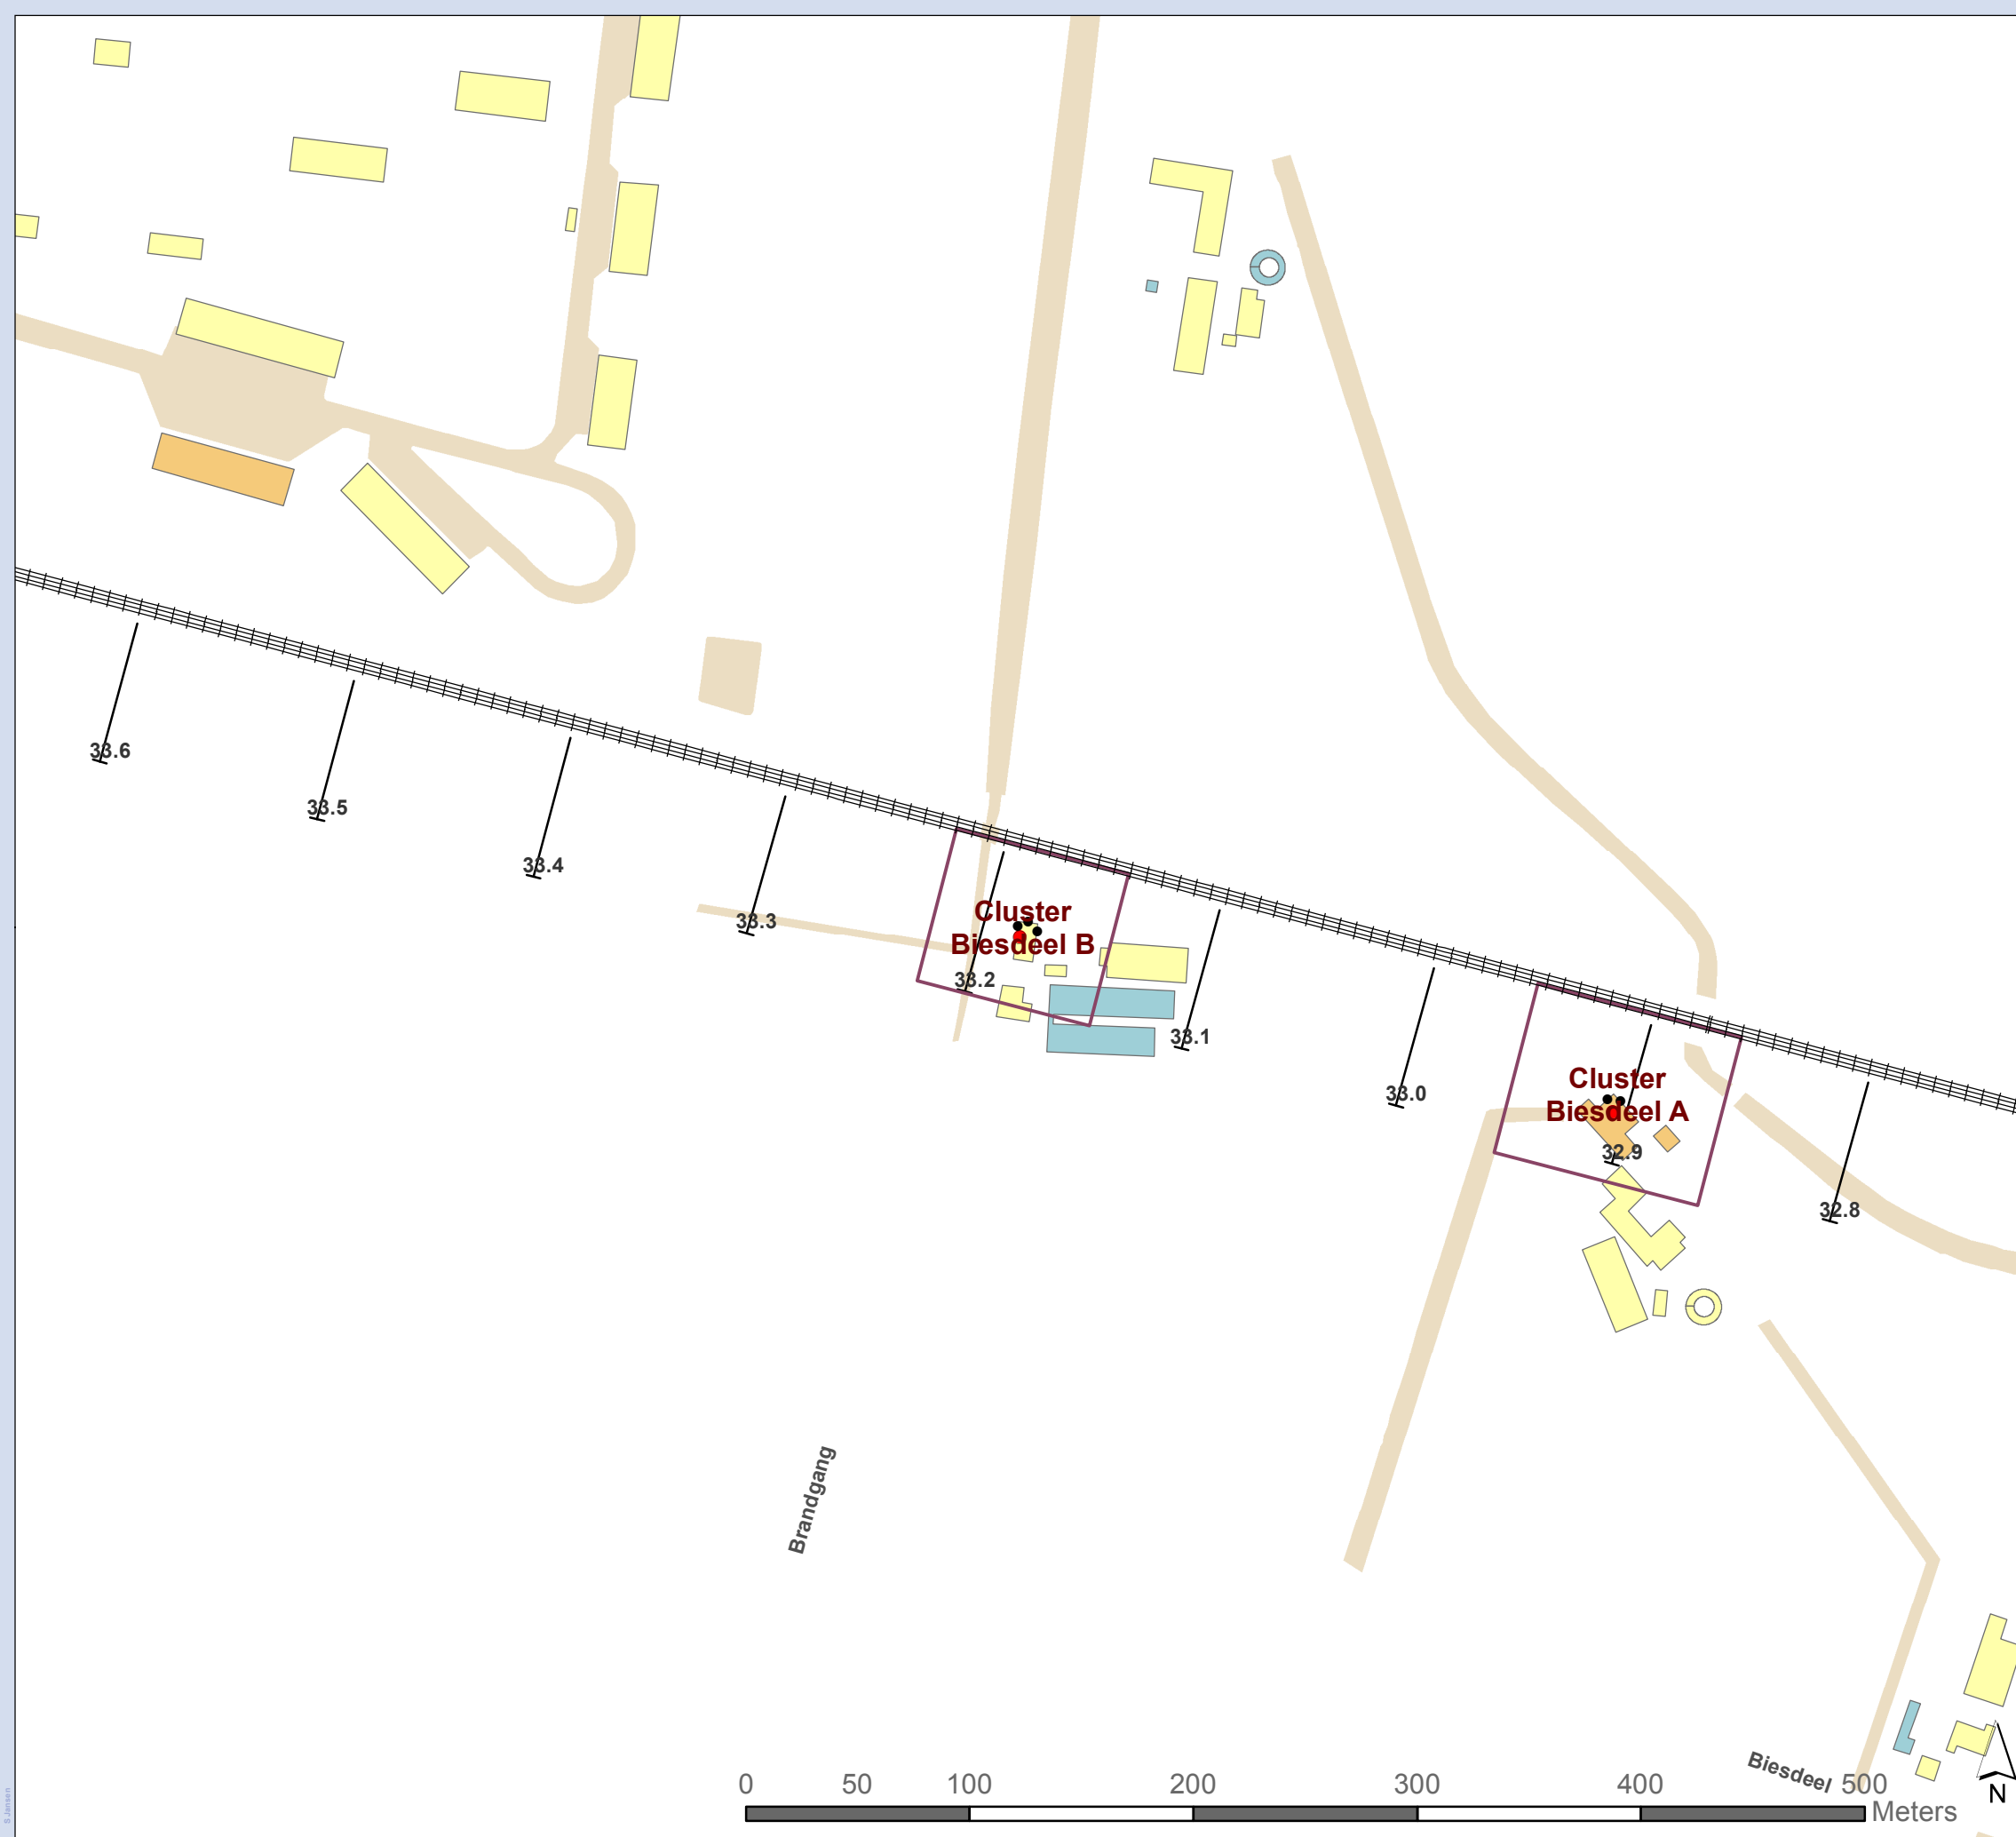 33.6
33.5
33.4
33.3
Cluster
Biesdeel B
33.2
33.1
33.0
Cluster
Biesdeel A
32.9
32.8
Brandgang
Biesdeel
0 50 100 200 300 400 500
Meters
N
S Jansen